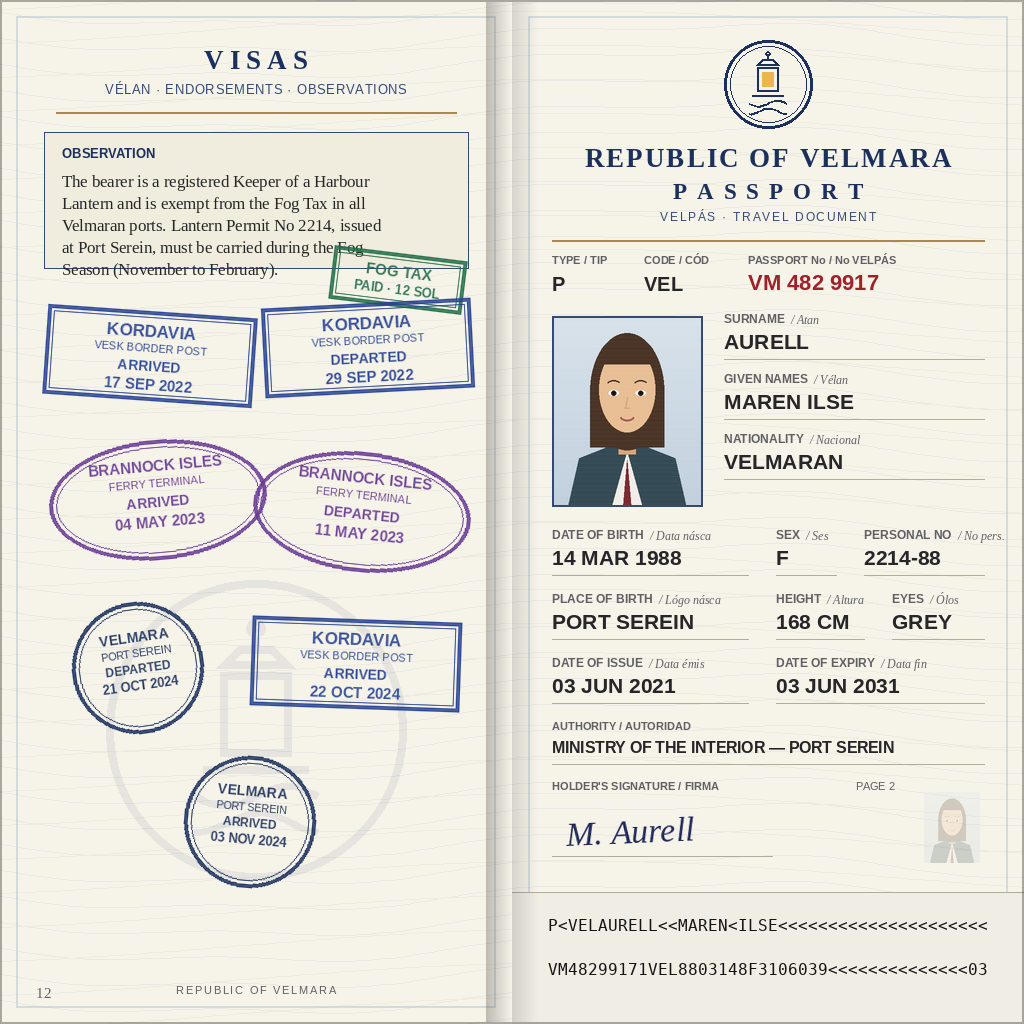 VISAS
VÉLAN · ENDORSEMENTS · OBSERVATIONS
OBSERVATION
The bearer is a registered Keeper of a Harbour
Lantern and is exempt from the Fog Tax in all
Velmaran ports. Lantern Permit No 2214, issued
at Port Serein, must be carried during the Fog
Season (November to February).
FOG TAX
PAID · 12 SOL
KORDAVIA
VESK BORDER POST
ARRIVED
17 SEP 2022
KORDAVIA
VESK BORDER POST
DEPARTED
29 SEP 2022
BRANNOCK ISLES
FERRY TERMINAL
ARRIVED
04 MAY 2023
BRANNOCK ISLES
FERRY TERMINAL
DEPARTED
11 MAY 2023
VELMARA
PORT SEREIN
DEPARTED
21 OCT 2024
KORDAVIA
VESK BORDER POST
ARRIVED
22 OCT 2024
VELMARA
PORT SEREIN
ARRIVED
03 NOV 2024
12
REPUBLIC OF VELMARA
REPUBLIC OF VELMARA
PASSPORT
VELPÁS · TRAVEL DOCUMENT
TYPE / TIP CODE / CÓD PASSPORT No / No VELPÁS
P VEL VM 482 9917
SURNAME / Atan
AURELL
GIVEN NAMES / Vélan
MAREN ILSE
NATIONALITY / Nacional
VELMARAN
DATE OF BIRTH / Data násca SEX / Ses PERSONAL NO / No pers.
14 MAR 1988 F 2214-88
PLACE OF BIRTH / Lógo násca HEIGHT / Altura EYES / Ólos
PORT SEREIN 168 CM GREY
DATE OF ISSUE / Data émis DATE OF EXPIRY / Data fin
03 JUN 2021 03 JUN 2031
AUTHORITY / AUTORIDAD
MINISTRY OF THE INTERIOR — PORT SEREIN
HOLDER'S SIGNATURE / FIRMA PAGE 2
M. Aurell
P<VELAURELL<<MAREN<ILSE<<<<<<<<<<<<<<<<<<<<<
VM48299171VEL8803148F3106039<<<<<<<<<<<<<<03